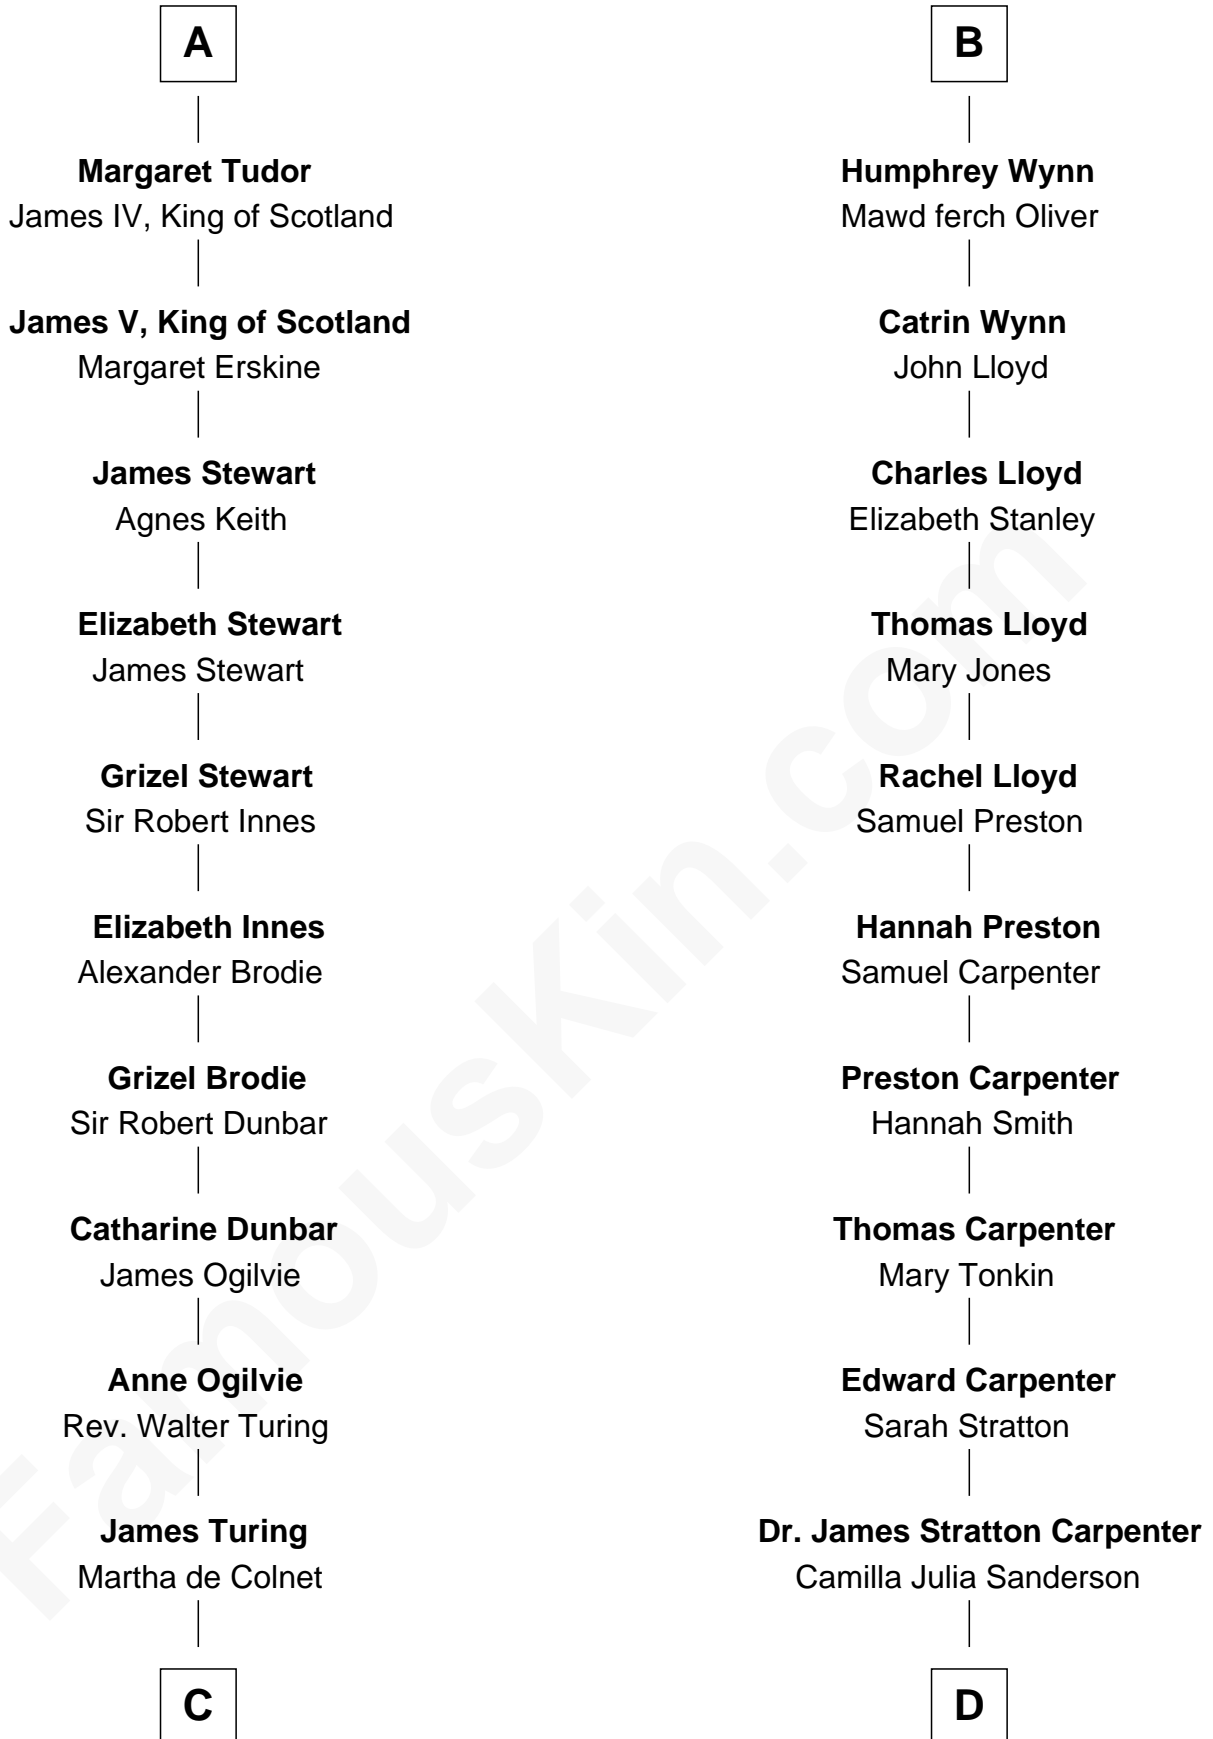 A
Margaret Tudor
James IV, King of Scotland
James V, King of Scotland
Margaret Erskine
James Stewart
Agnes Keith
Elizabeth Stewart
James Stewart
Grizel Stewart
Sir Robert Innes
Elizabeth Innes
Alexander Brodie
Grizel Brodie
Sir Robert Dunbar
Catharine Dunbar
James Ogilvie
Anne Ogilvie
Rev. Walter Turing
James Turing
Martha de Colnet
C
B
Humphrey Wynn
Mawd ferch Oliver
Catrin Wynn
John Lloyd
Charles Lloyd
Elizabeth Stanley
Thomas Lloyd
Mary Jones
Rachel Lloyd
Samuel Preston
Hannah Preston
Samuel Carpenter
Preston Carpenter
Hannah Smith
Thomas Carpenter
Mary Tonkin
Edward Carpenter
Sarah Stratton
Dr. James Stratton Carpenter
Camilla Julia Sanderson
D
FamousKin.com